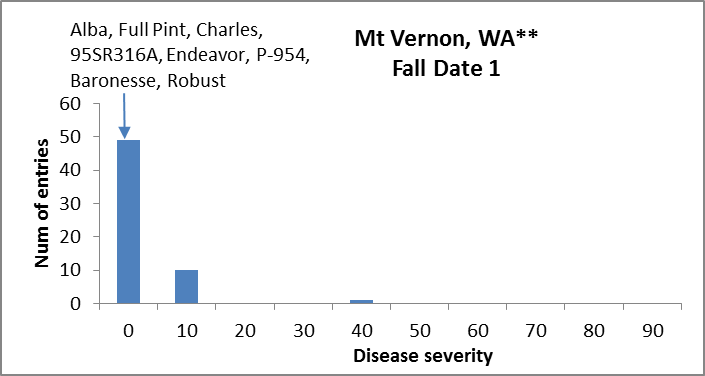 Alba, Full Pint, Charles,
95SR316A, Endeavor, P-954,
Baronesse, Robust
Mt Vernon, WA**
Fall Date 1
Num of entries
60
50
40
30
20
10
0
0 10 20 30 40 50 60 70 80 90
Disease severity